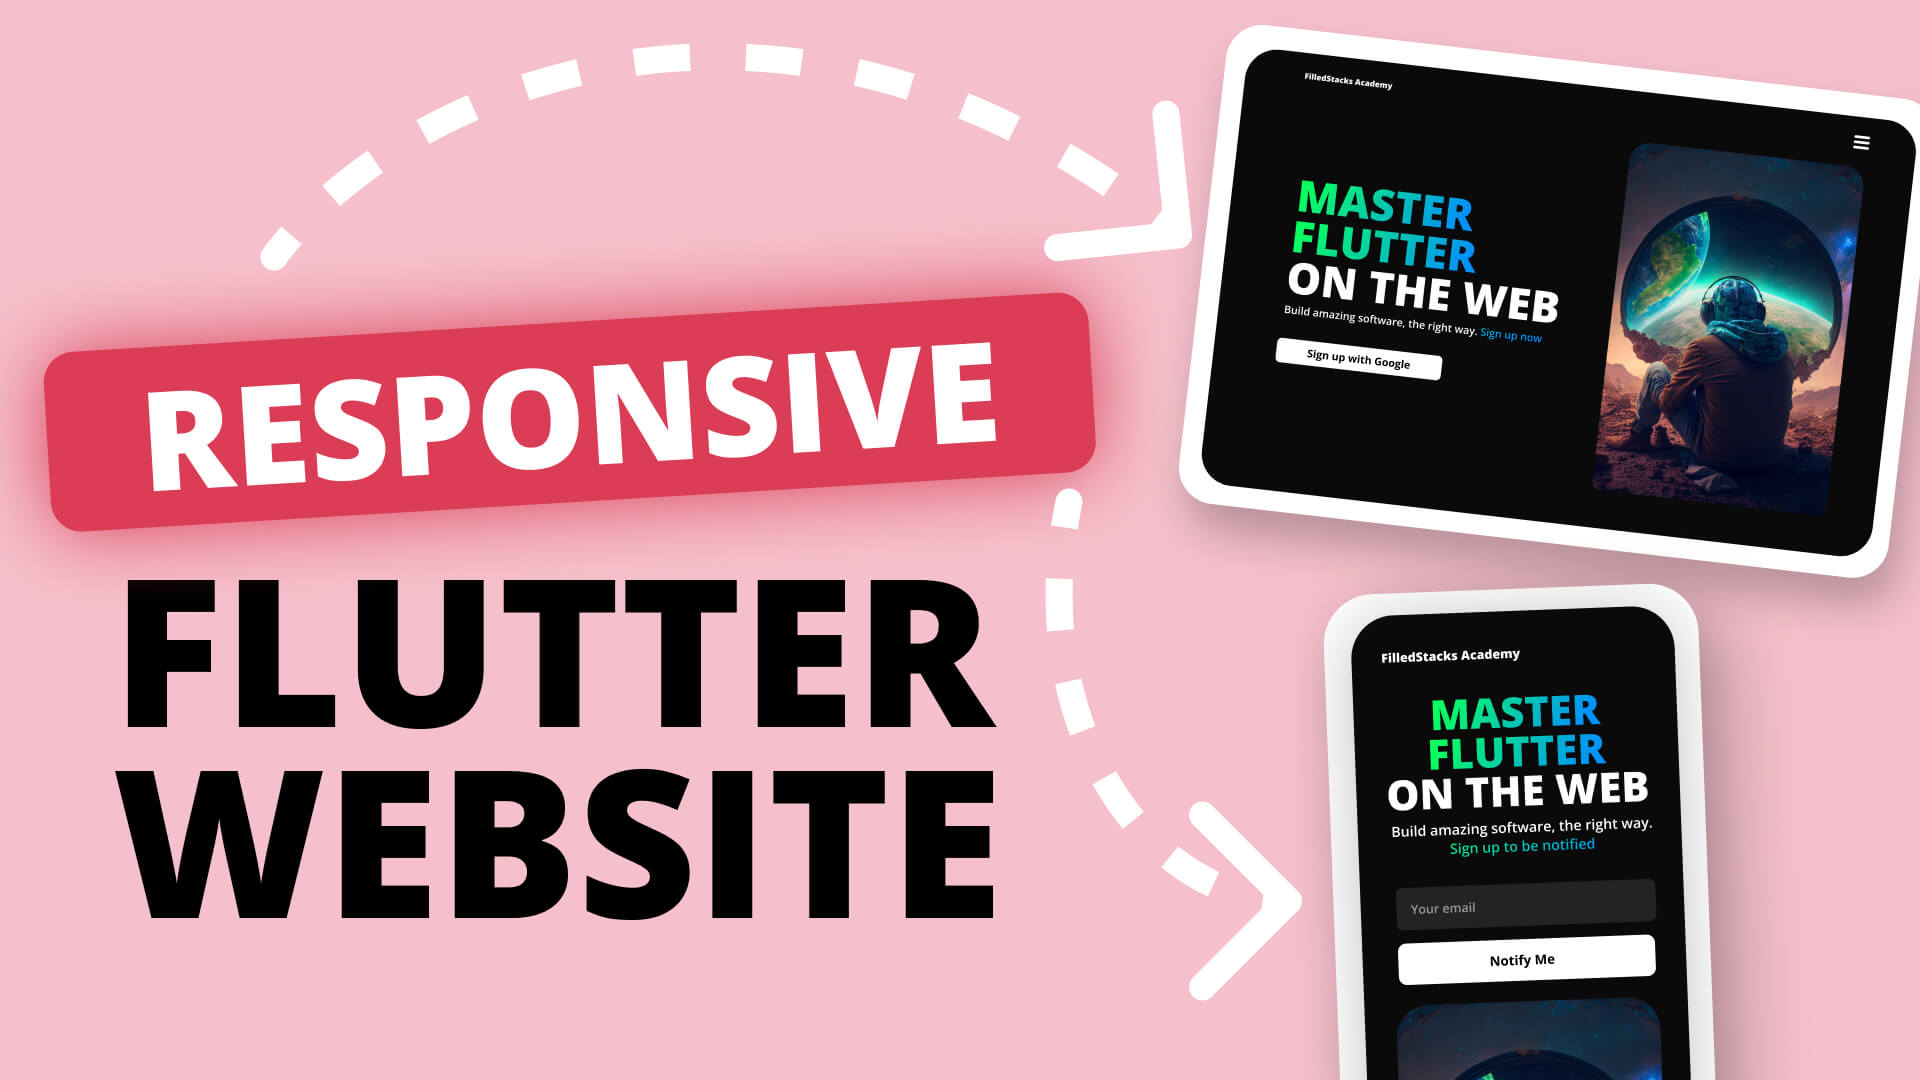 RESPONSIVE
FLUTTER
WEBSITE
FilledStacks Academy
MASTER
FLUTTER
ON THE WEB
Build amazing software, the right way. Sign up now
Sign up with Google
FilledStacks Academy
MASTER
FLUTTER
ON THE WEB
Build amazing software, the right way.
Sign up to be notified
Your email
Notify Me